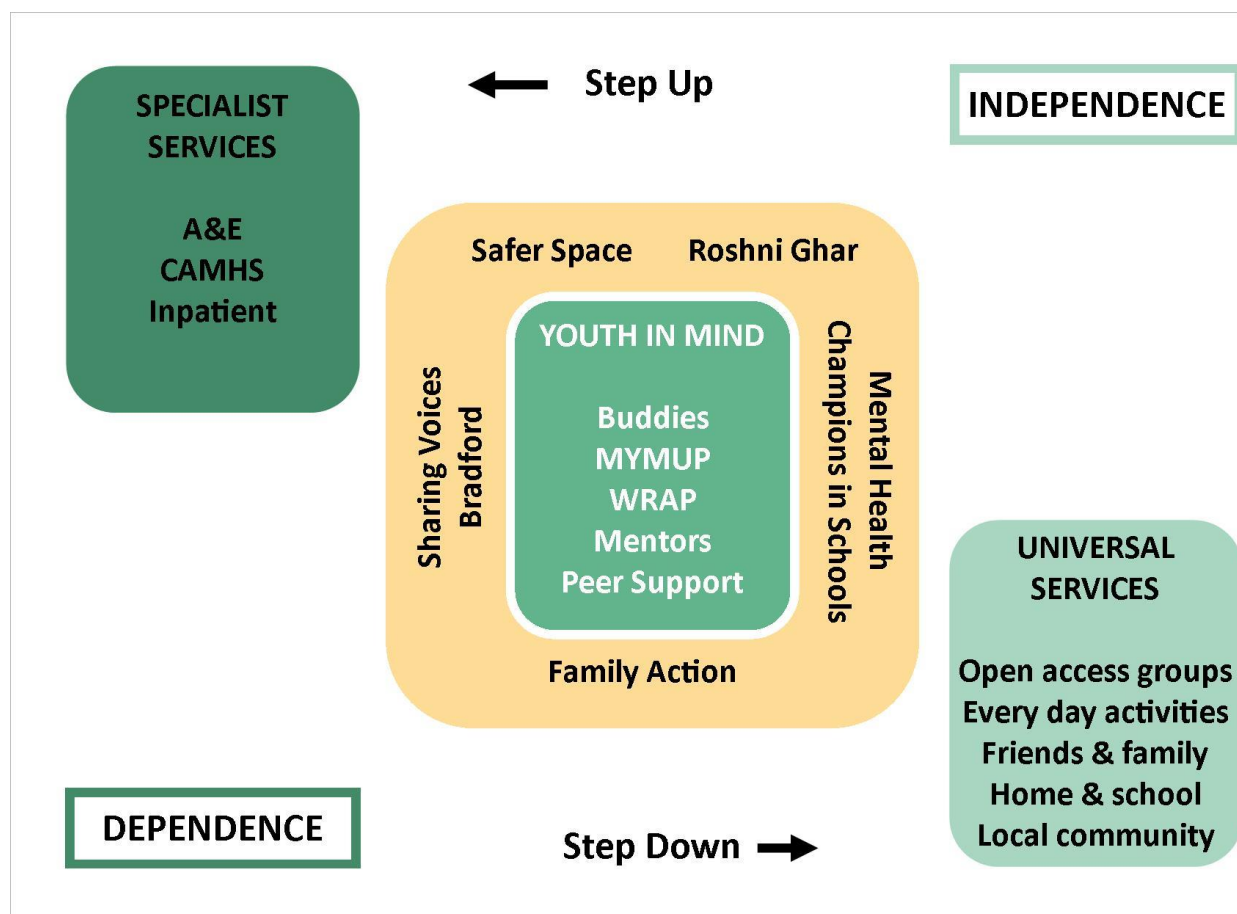 Step Up
INDEPENDENCE
SPECIALIST
SERVICES
A&E
CAMHS
Inpatient
Safer Space
Roshni Ghar
Sharing Voices
Bradford
YOUTH IN MIND
Buddies
MYMUP
WRAP
Mentors
Peer Support
Mental Health
Champions in Schools
Family Action
UNIVERSAL
SERVICES
Open access groups
Every day activities
Friends & family
Home & school
Local community
DEPENDENCE
Step Down